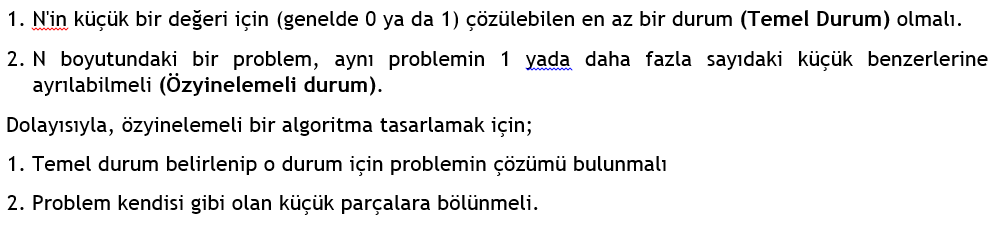 1. N'in küçük bir değeri için (genelde 0 ya da 1) çözülebilen en az bir durum (Temel Durum) olmalı.
2. N boyutundaki bir problem, aynı problemin 1 yada daha fazla sayıdaki küçük benzerlerine
ayrılabilmeli (Özyinelemeli durum).
Dolayısıyla, özyinelemeli bir algoritma tasarlamak için;
1. Temel durum belirlenip o durum için problemin çözümü bulunmalı
2. Problem kendisi gibi olan küçük parçalara bölünmeli.